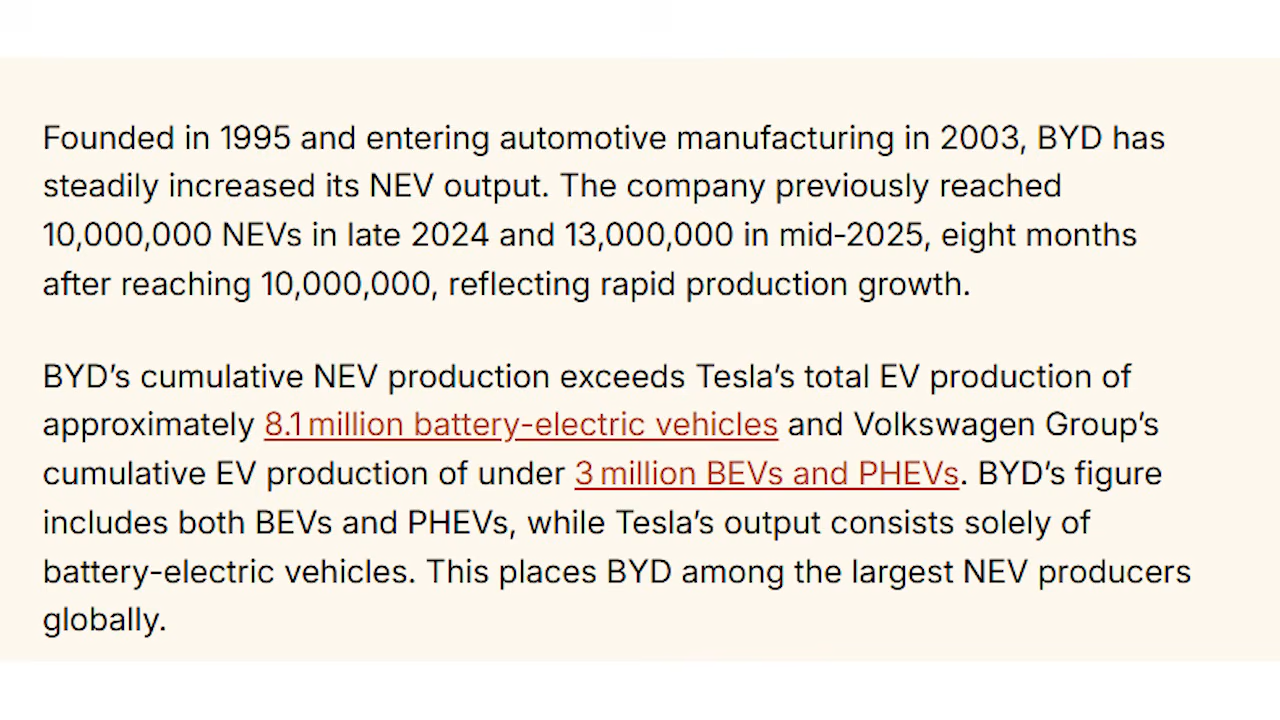 Founded in 1995 and entering automotive manufacturing in 2003, BYD has
steadily increased its NEV output. The company previously reached
10,000,000 NEVs in late 2024 and 13,000,000 in mid-2025, eight months
after reaching 10,000,000, reflecting rapid production growth.
BYD’s cumulative NEV production exceeds Tesla’s total EV production of
approximately 8.1 million battery-electric vehicles and Volkswagen Group’s
cumulative EV production of under 3 million BEVs and PHEVs. BYD’s figure
includes both BEVs and PHEVs, while Tesla’s output consists solely of
battery-electric vehicles. This places BYD among the largest NEV producers
globally.